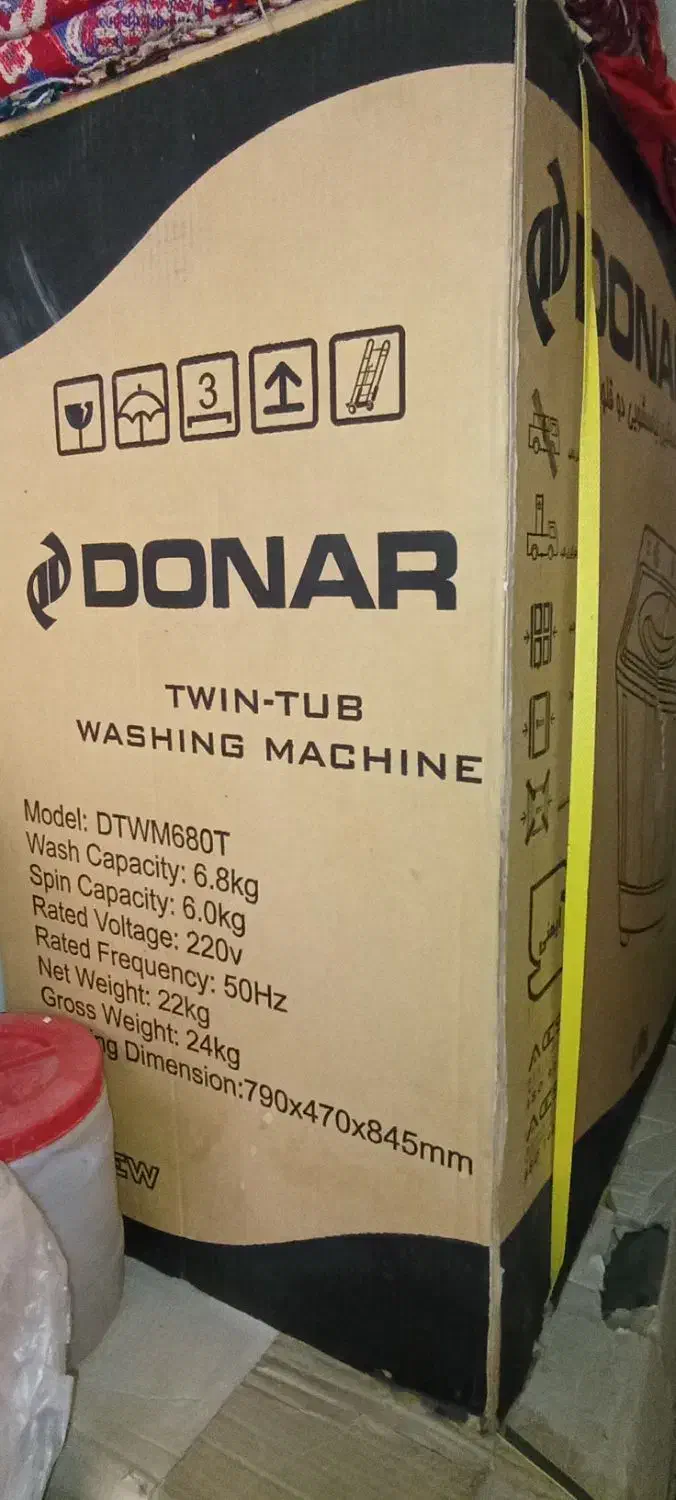 3
DONAR
TWIN-TUB
WASHING MACHINE
Model: DTWM680T
Wash Capacity: 6.8kg
Spin Capacity: 6.0kg
Rated Voltage: 220v
Rated Frequency: 50Hz
Net Weight: 22kg
Gross Weight: 24kg
Dimension:790x470x845mm
DONA